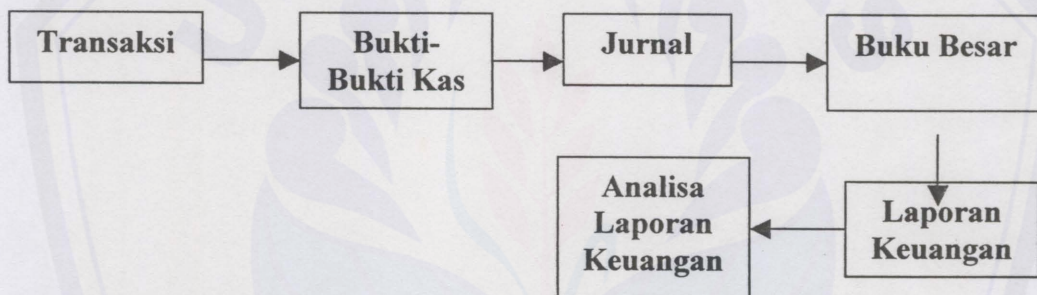 Transaksi
Bukti-
Bukti Kas
Jurnal
Buku Besar
Analisa
Laporan
Keuangan
Laporan
Keuangan